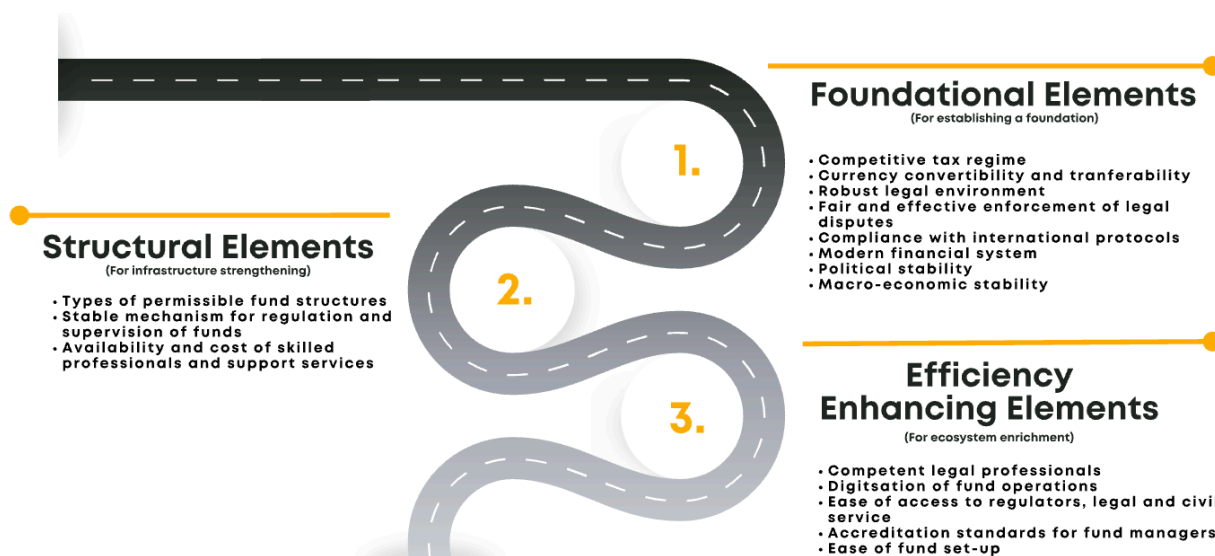 1.
Foundational Elements
(For establishing a foundation)
• Competitive tax regime
• Currency convertibility and tranferability
• Robust legal environment
• Fair and effective enforcement of legal
disputes
• Compliance with international protocols
• Modern financial system
• Political stability
• Macro-economic stability
2.
Structural Elements
(For infrastructure strengthening)
• Types of permissible fund structures
• Stable mechanism for regulation and
supervision of funds
• Availability and cost of skilled
professionals and support services
3.
Efficiency
Enhancing Elements
(For ecosystem enrichment)
• Competent legal professionals
• Digitsation of fund operations
• Ease of access to regulators, legal and civi
service
• Accreditation standards for fund managers
• Ease of fund set-up